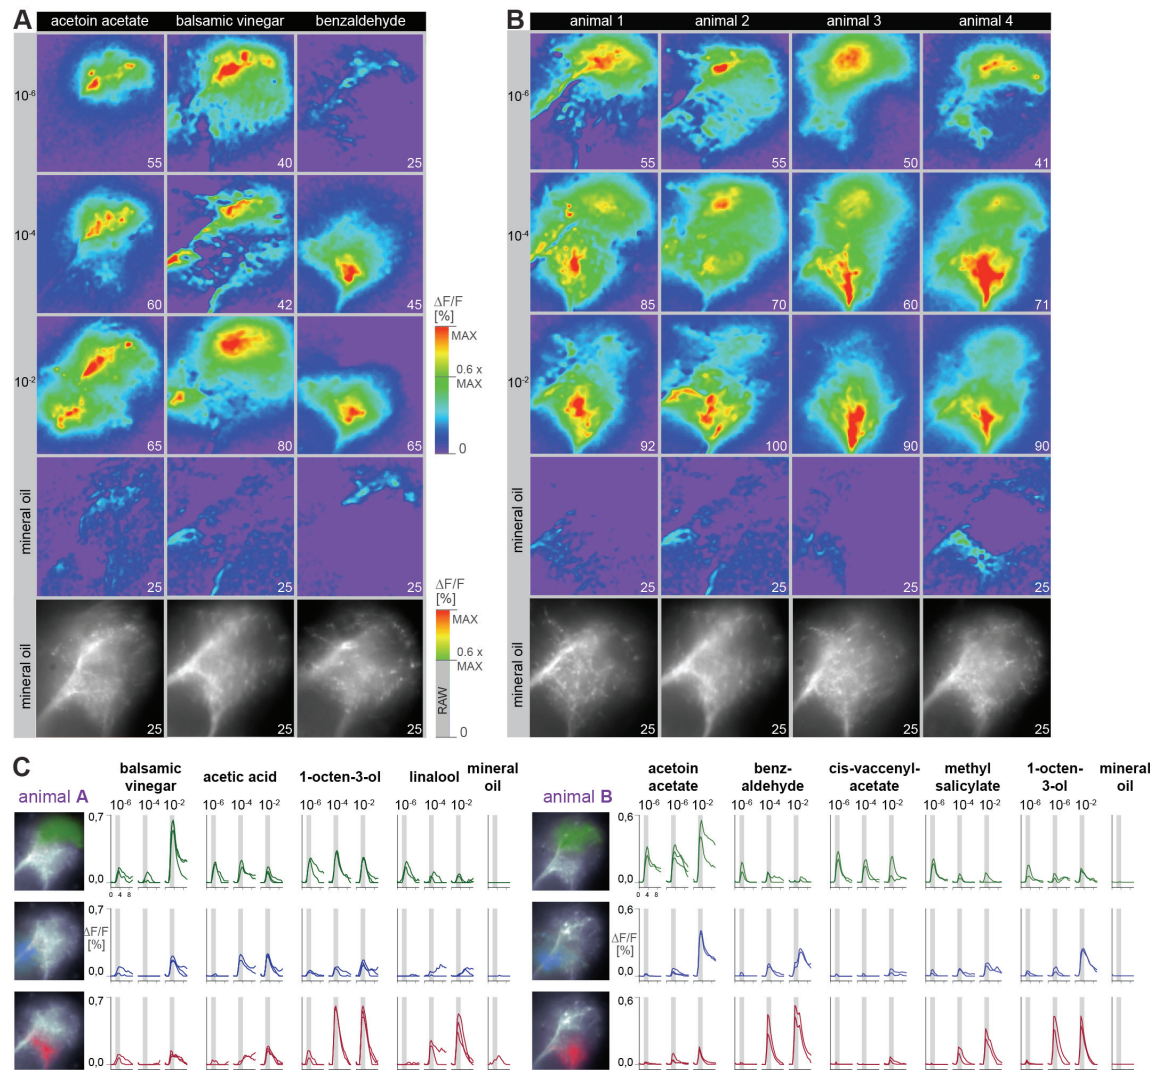 A
acetoin acetate balsamic vinegar benzaldehyde
10-6
55 40 25
10-4
60 42 45
10-2
65 80 65
mineral oil
25 25 25
mineral oil
25 25 25
ΔF/F
[%]
MAX
0.6 x
MAX
0
ΔF/F
[%]
MAX
0.6 x
MAX
RAW
0
B
animal 1 animal 2 animal 3 animal 4
10-6
55 55 50 41
10-4
85 70 60 71
10-2
92 100 90 90
mineral oil
25 25 25 25
mineral oil
25 25 25 25
C
animal A
balsamic
vinegar
acetic acid
1-octen-3-ol
linalool
mineral
oil
10-6 10-4 10-2 10-6 10-4 10-2 10-6 10-4 10-2 10-6 10-4 10-2
0,7
0,0
0 4 8
0,7
ΔF/F
[%]
0,0
0,7
0,0
animal B
acetoin
acetate
benz-
aldehyde
cis-vaccenyl-
acetate
methyl
salicylate
1-octen-
3-ol
mineral
oil
10-6 10-4 10-2 10-6 10-4 10-2 10-6 10-4 10-2 10-6 10-4 10-2 10-6 10-4 10-2
0,6
0,0
0 4 8
0,6
ΔF/F
[%]
0,0
0,6
0,0